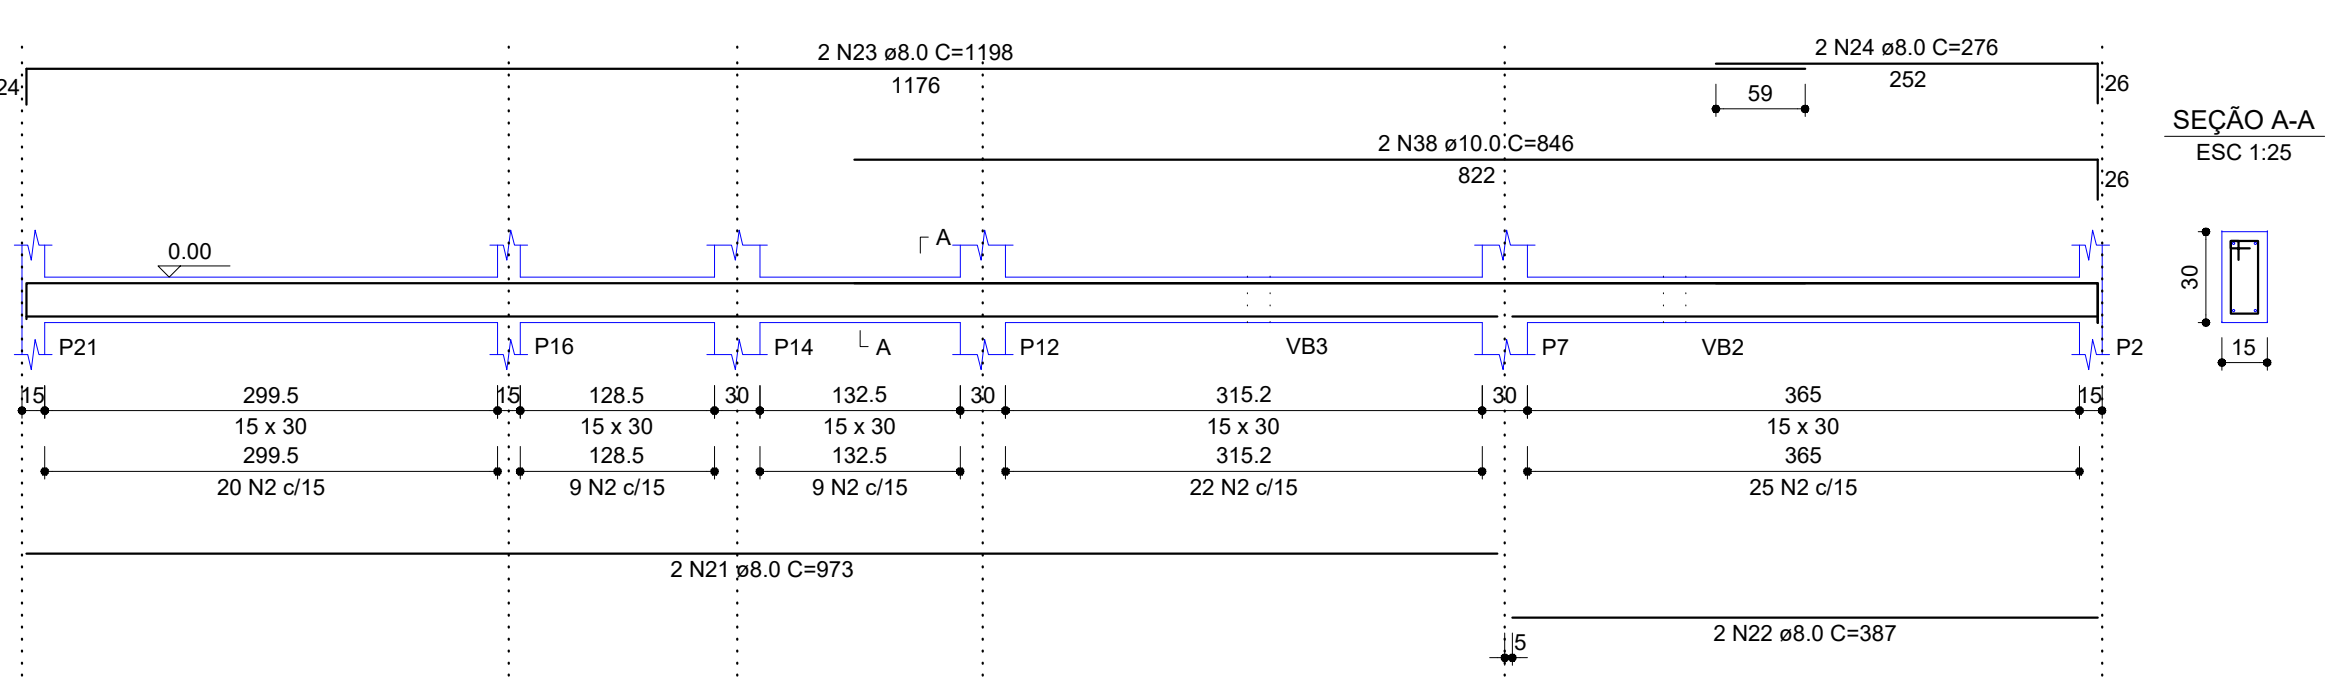 2 N23 ø8.0 C=1198
2 N24 ø8.0 C=276
24
1176
252
26
59
SEÇÃO A-A
ESC 1:25
2 N38 ø10.0 C=846
822
26
0.00
A
30
15
P21
P16
P14
A
P12
VB3
P7
VB2
P2
15
299.5
15
128.5
30
132.5
30
315.2
30
365
15
15 x 30
15 x 30
15 x 30
15 x 30
15 x 30
299.5
128.5
132.5
315.2
365
20 N2 c/15
9 N2 c/15
9 N2 c/15
22 N2 c/15
25 N2 c/15
2 N21 ø8.0 C=973
2 N22 ø8.0 C=387
5